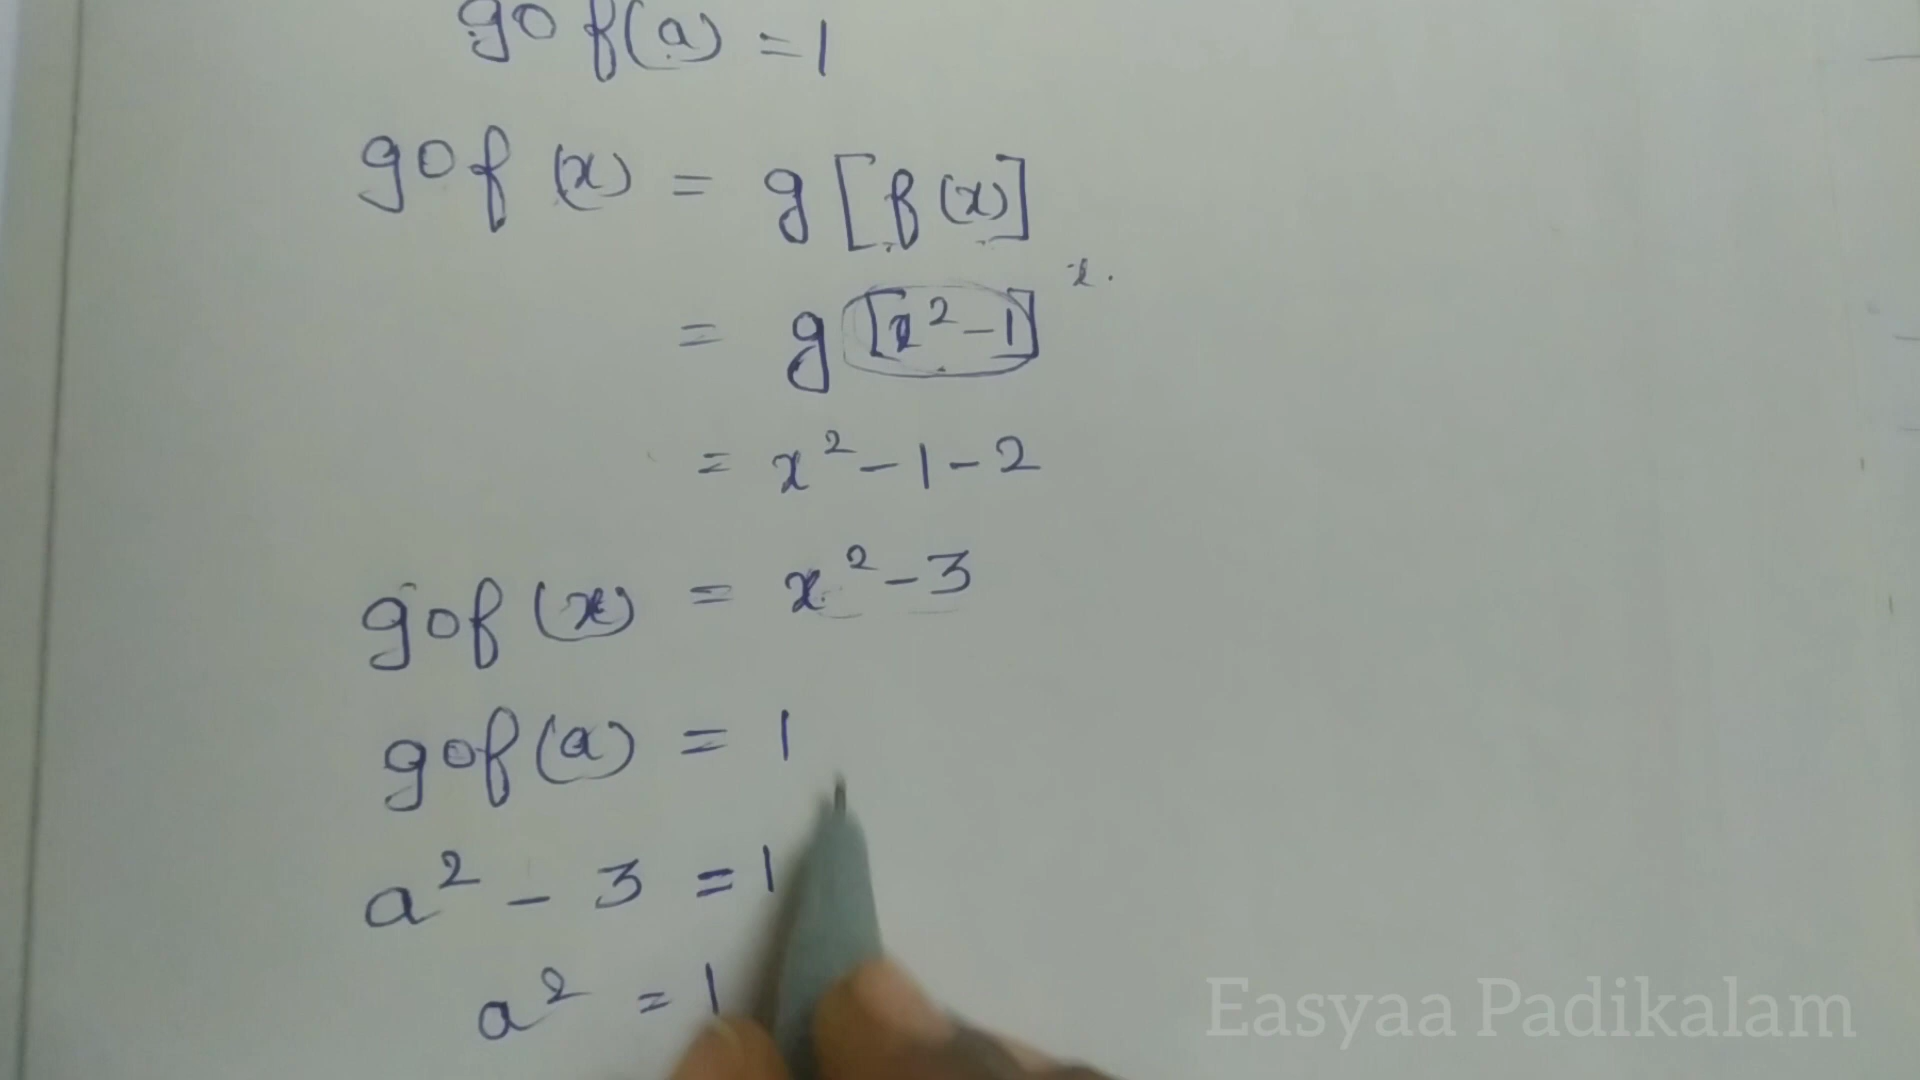 gof(a) = 1
gof (x) = g[f(x)]
x.
= g[x² - 1]
= x² - 1 - 2
gof (x) = x² - 3
gof (a) = 1
a² - 3 = 1
a² = 1
Easyaa Padikalam